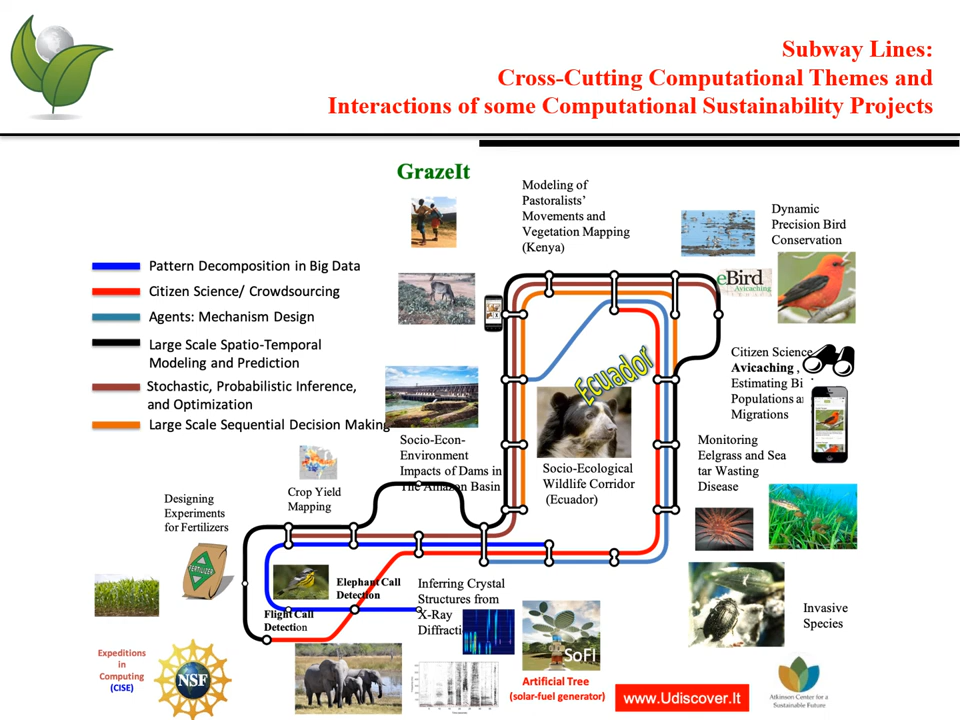 Subway Lines:
Cross-Cutting Computational Themes and
Interactions of some Computational Sustainability Projects
GrazeIt
Modeling of
Pastoralists'
Movements and
Vegetation Mapping
(Kenya)
Dynamic
Precision Bird
Conservation
Pattern Decomposition in Big Data
Citizen Science/ Crowdsourcing
Agents: Mechanism Design
Large Scale Spatio-Temporal
Modeling and Prediction
Stochastic, Probabilistic Inference,
and Optimization
Large Scale Sequential Decision Making
eBird
Avicaching
Ecuador
Citizen Science,
Avicaching ,
Estimating Bi
Populations a
Migrations
Socio-Econ-
Environment
Impacts of Dams in
The Amazon Basin
Socio-Ecological
Wildlife Corridor
(Ecuador)
Monitoring
Eelgrass and Sea
tar Wasting
Disease
Designing
Experiments
for Fertilizers
Crop Yield
Mapping
FERTILIZER
Elephant Call
Detection
Flight Call
Detection
Inferring Crystal
Structures from
X-Ray
Diffracti
Invasive
Species
Expeditions
in
Computing
(CISE)
NSF
SoFI
Artificial Tree
(solar-fuel generator)
www.Udiscover.It
Atkinson Center for a
Sustainable Future